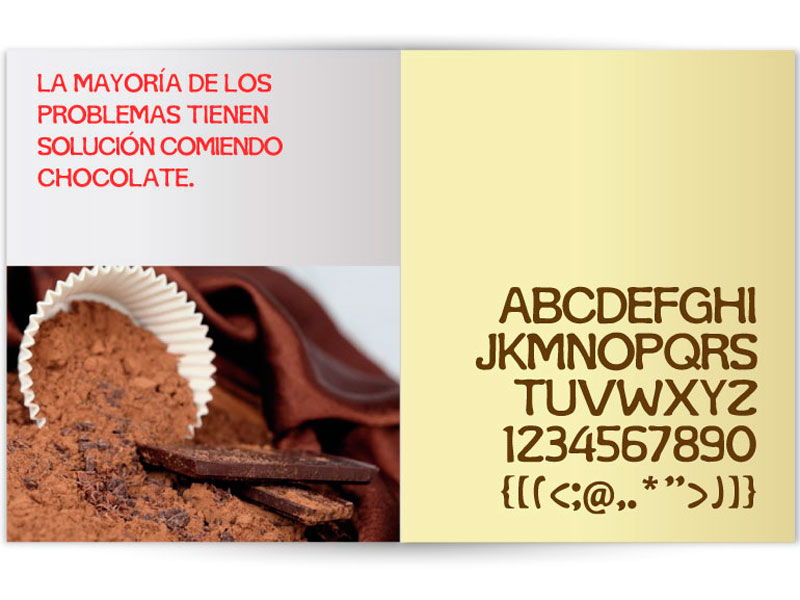 LA MAYORÍA DE LOS
PROBLEMAS TIENEN
SOLUCIÓN COMIENDO
CHOCOLATE.
ABCDEFGHI
JKMNOPQRS
TUVWXYZ
1234567890
{[(<;@,.*”>)]}